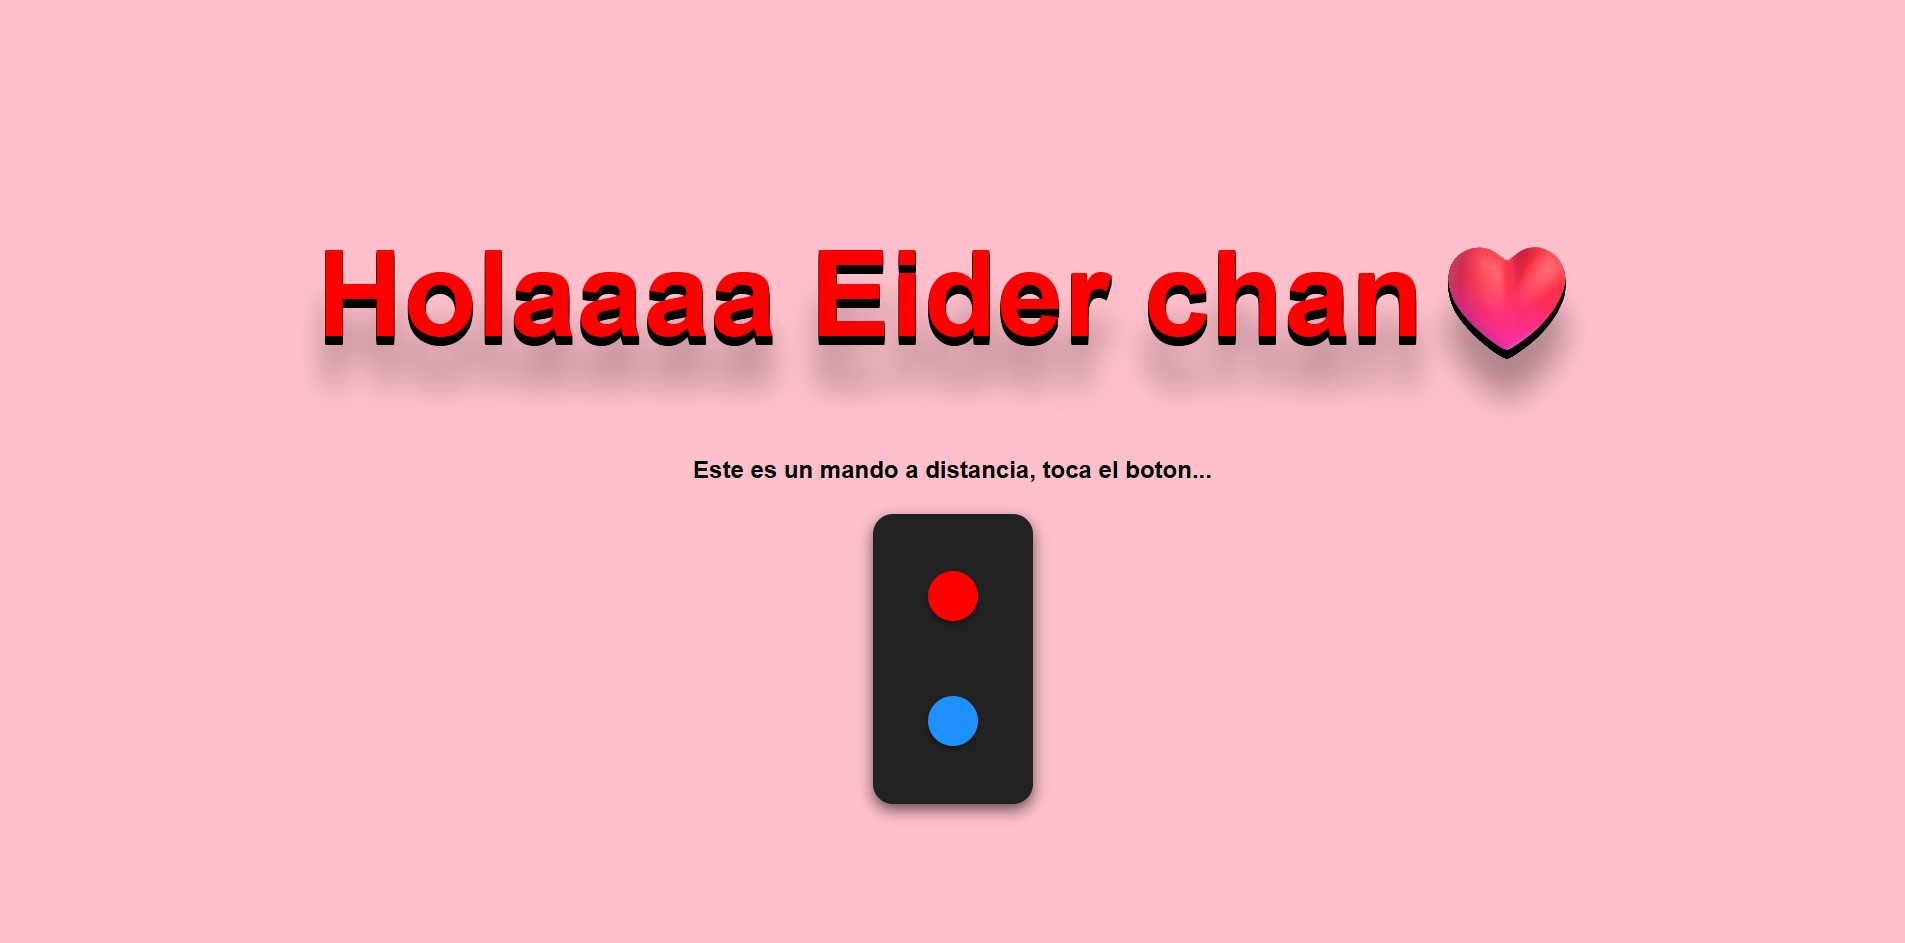 Holaaaa Eider chan
Este es un mando a distancia, toca el boton...